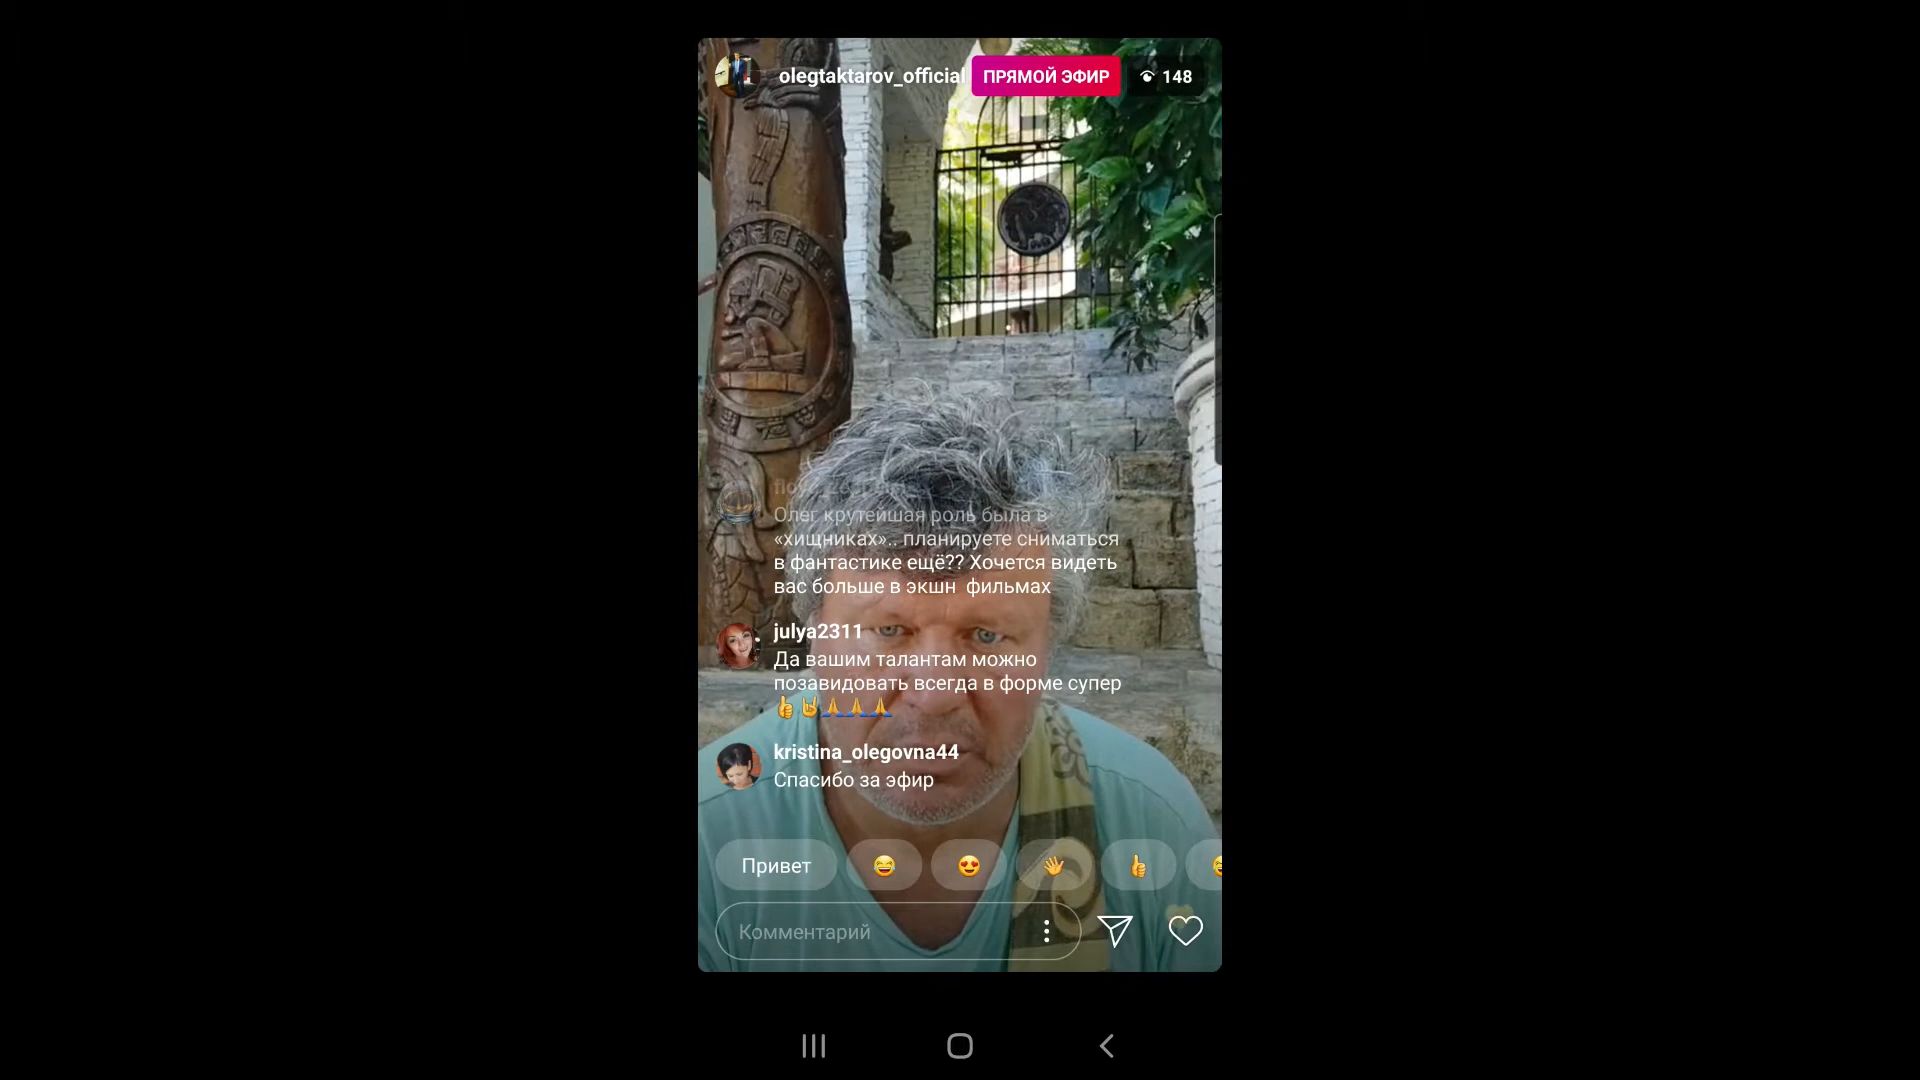 olegtaktarov_official ПРЯМОЙ ЭФИР 148
Олег крутейшая роль была в
«хищниках».. планируете сниматься
в фантастике ещё?? Хочется видеть
вас больше в экшн фильмах
julya2311
Да вашим талантам можно
позавидовать всегда в форме супер
👍🤘🙏🙏🙏
kristina_olegovna44
Спасибо за эфир
Привет 😂 😍 👋 👍
Комментарий